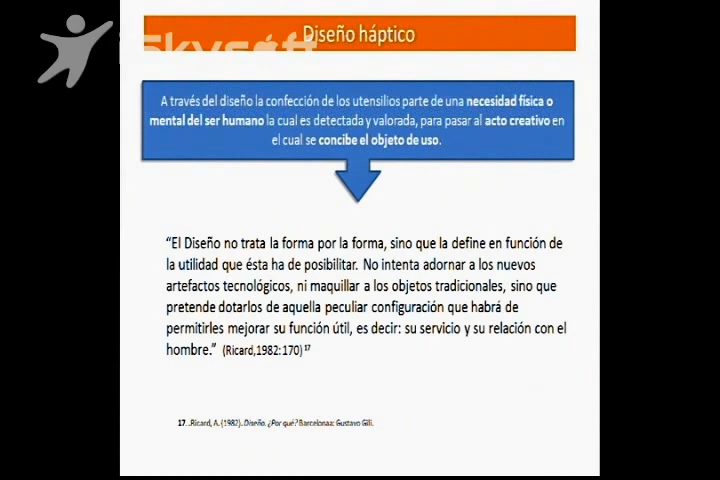 iSkysoft
Diseño háptico
A través del diseño la confección de los utensilios parte de una necesidad física o
mental del ser humano la cual es detectada y valorada, para pasar al acto creativo en
el cual se concibe el objeto de uso.
“El Diseño no trata la forma por la forma, sino que la define en función de
la utilidad que ésta ha de posibilitar. No intenta adornar a los nuevos
artefactos tecnológicos, ni maquillar a los objetos tradicionales, sino que
pretende dotarlos de aquella peculiar configuración que habrá de
permitirles mejorar su función útil, es decir: su servicio y su relación con el
hombre.” (Ricard,1982:170) 17
17. .Ricard, A. (1982). Diseño. ¿Por qué? Barcelonaa: Gustavo Gilli.